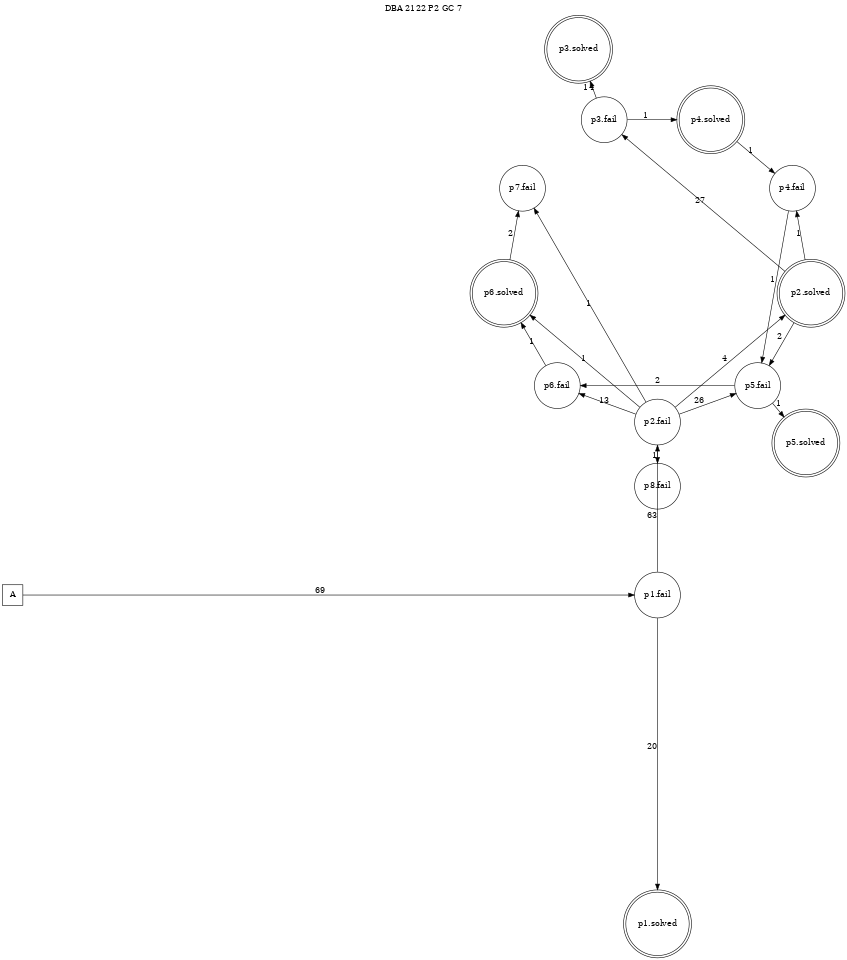 DBA 2122 P2 GC 7
p3.solved
p3.fail
1
p4.solved
1
p7.fail
p4.fail
27
2
1
p6.solved
1
p2.solved
1
1
1
4
2
p6.fail
2
p5.fail
13
26
1
p2.fail
p5.solved
1
p8.fail
63
A
69
p1.fail
20
p1.solved